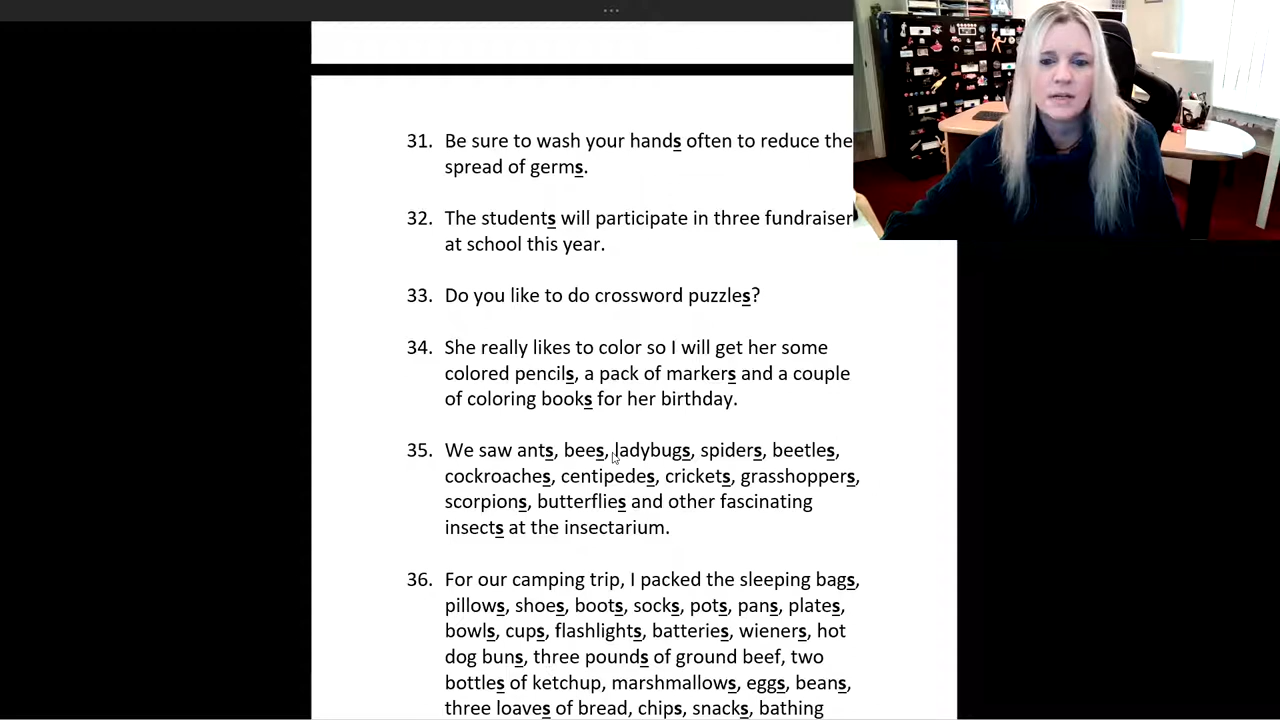 31. Be sure to wash your hands often to reduce the
spread of germs.
32. The students will participate in three fundraiser
at school this year.
33. Do you like to do crossword puzzles?
34. She really likes to color so I will get her some
colored pencils, a pack of markers and a couple
of coloring books for her birthday.
35. We saw ants, bees, ladybugs, spiders, beetles,
cockroaches, centipedes, crickets, grasshoppers,
scorpions, butterflies and other fascinating
insects at the insectarium.
36. For our camping trip, I packed the sleeping bags,
pillows, shoes, boots, socks, pots, pans, plates,
bowls, cups, flashlights, batteries, wieners, hot
dog buns, three pounds of ground beef, two
bottles of ketchup, marshmallows, eggs, beans,
three loaves of bread, chips, snacks, bathing